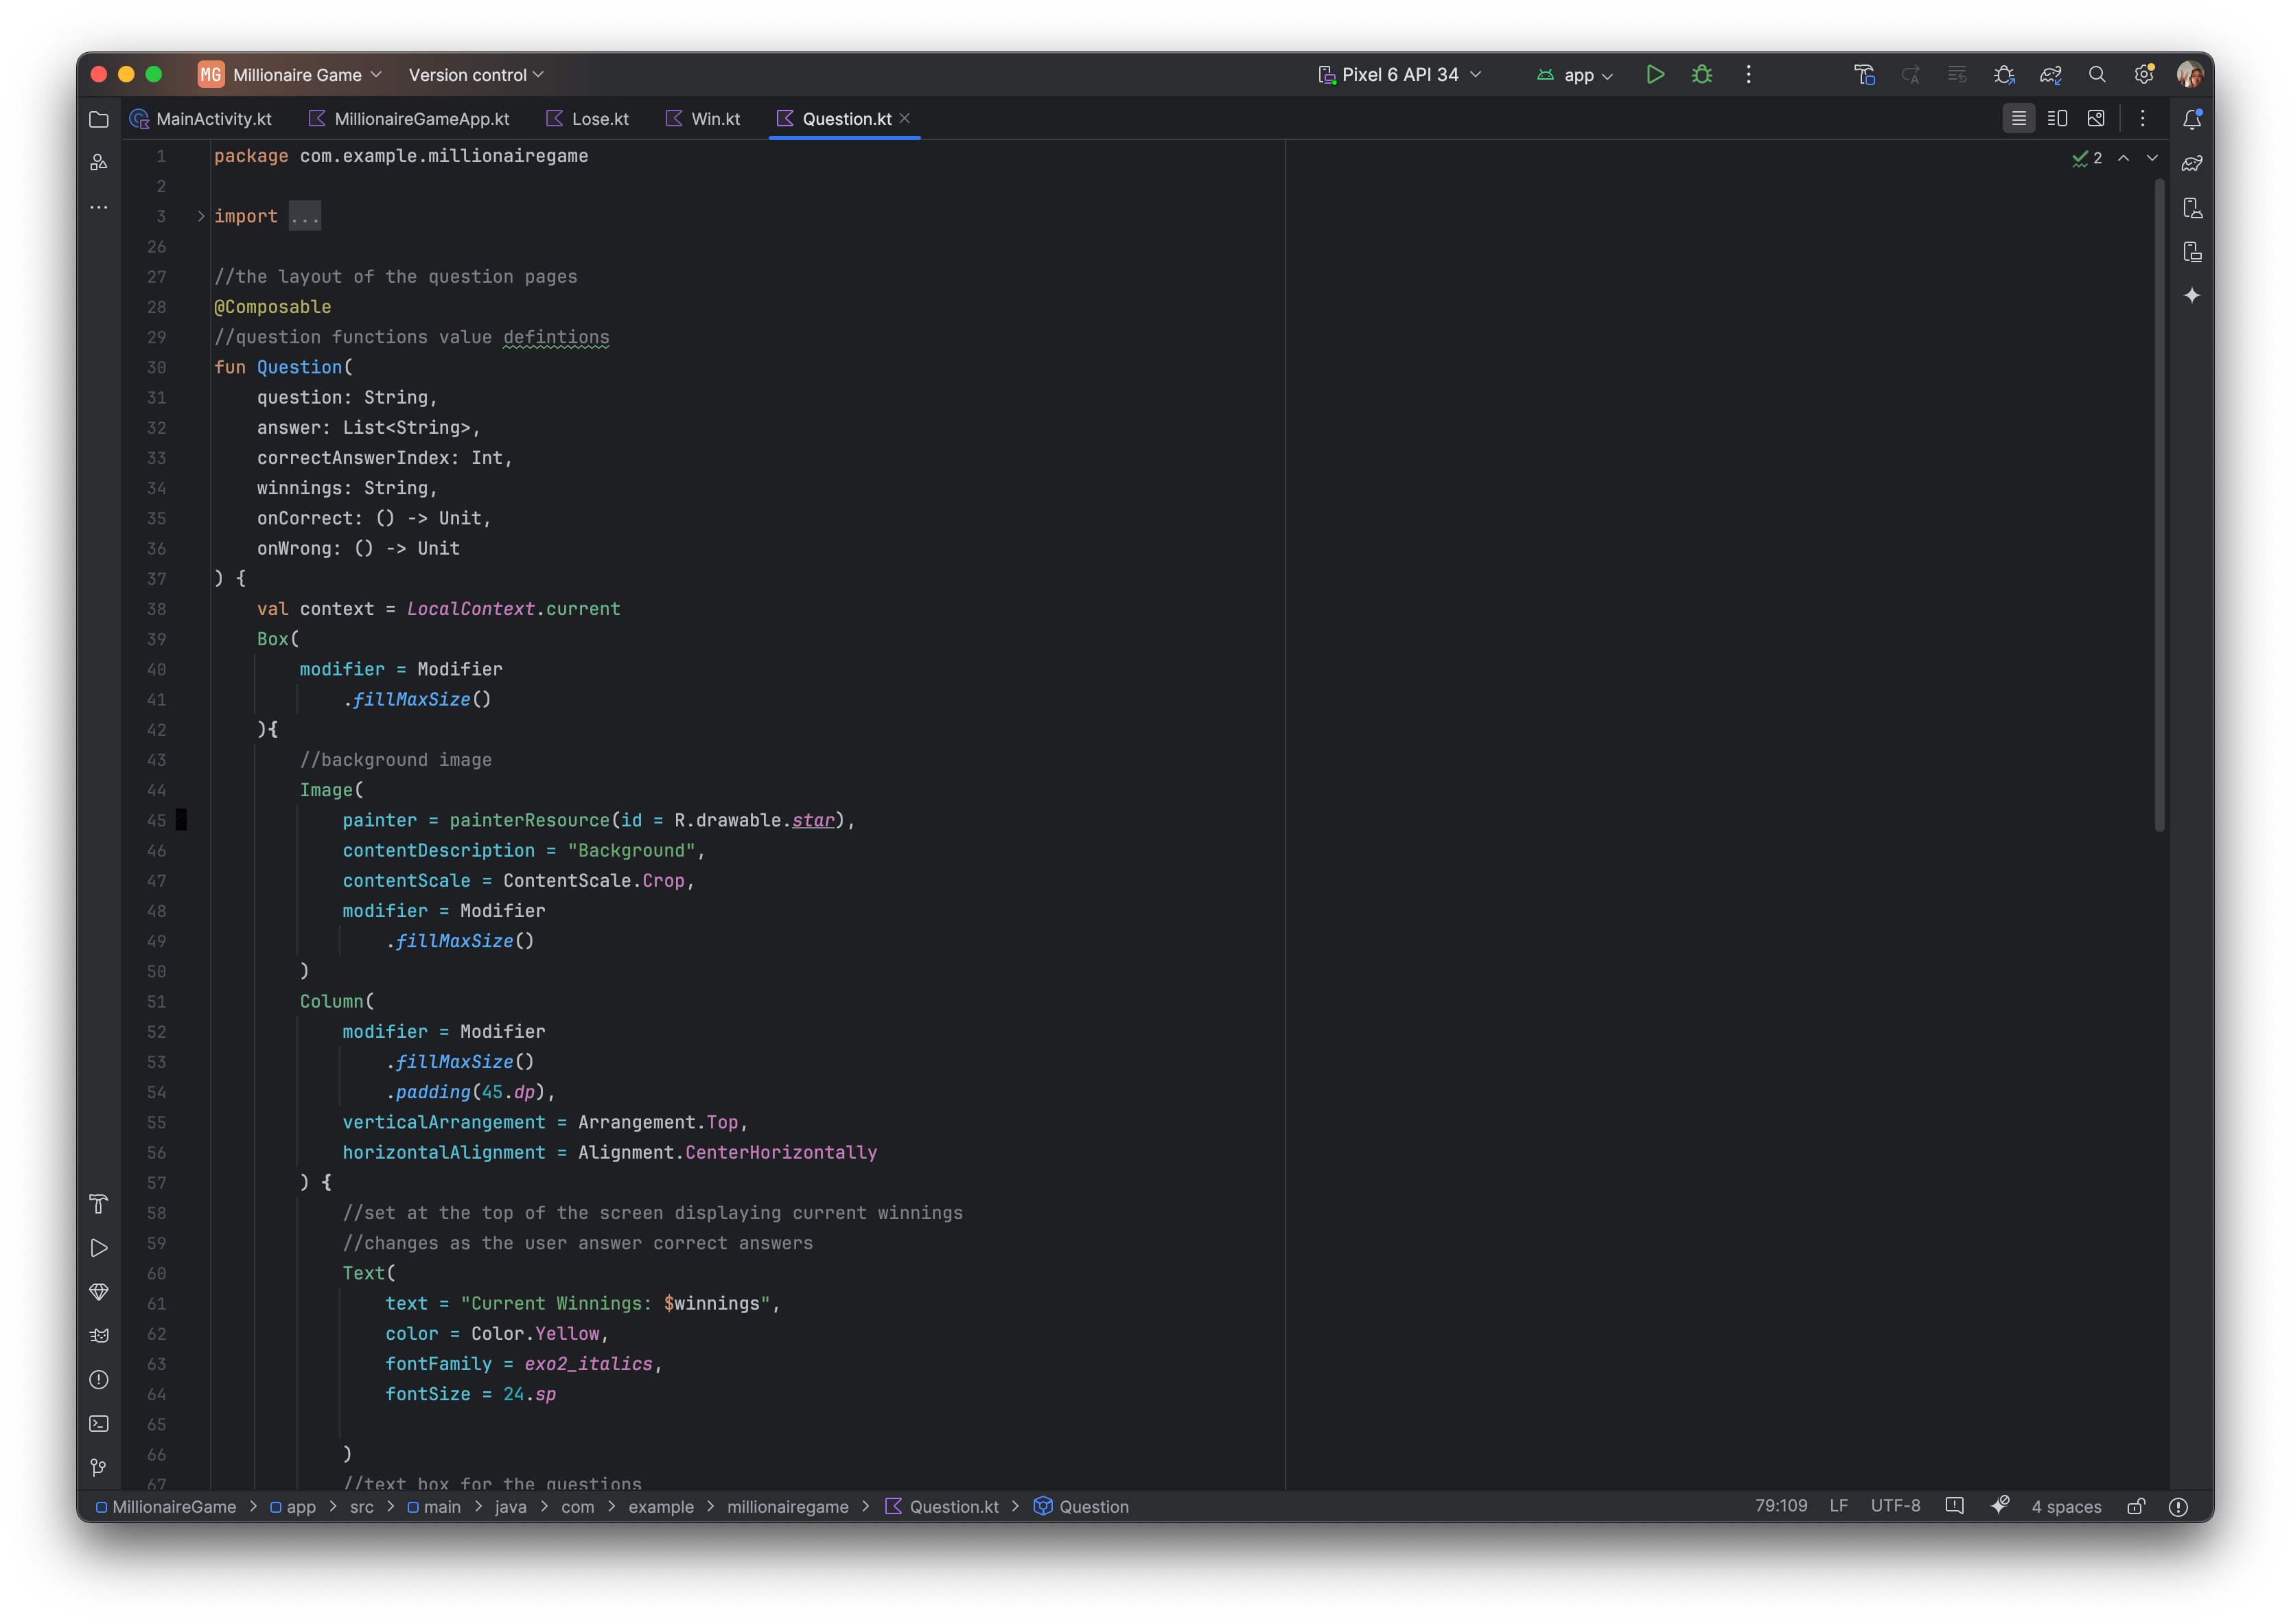 MG Millionaire Game Version control Pixel 6 API 34 app
MainActivity.kt MillionaireGameApp.kt Lose.kt Win.kt Question.kt
1 package com.example.millionairegame 2
2
3 import ...
26
27 //the layout of the question pages
28 @Composable
29 //question functions value defintions
30 fun Question(
31 question: String,
32 answer: List<String>,
33 correctAnswerIndex: Int,
34 winnings: String,
35 onCorrect: () -> Unit,
36 onWrong: () -> Unit
37 ) {
38 val context = LocalContext.current
39 Box(
40 modifier = Modifier
41 .fillMaxSize()
42 ){
43 //background image
44 Image(
45 painter = painterResource(id = R.drawable.star),
46 contentDescription = "Background",
47 contentScale = ContentScale.Crop,
48 modifier = Modifier
49 .fillMaxSize()
50 )
51 Column(
52 modifier = Modifier
53 .fillMaxSize()
54 .padding(45.dp),
55 verticalArrangement = Arrangement.Top,
56 horizontalAlignment = Alignment.CenterHorizontally
57 ) {
58 //set at the top of the screen displaying current winnings
59 //changes as the user answer correct answers
60 Text(
61 text = "Current Winnings: $winnings",
62 color = Color.Yellow,
63 fontFamily = exo2_italics,
64 fontSize = 24.sp
65
66 )
67 //text box for the questions
MillionaireGame > app > src > main > java > com > example > millionairegame > Question.kt > Question 79:109 LF UTF-8 4 spaces